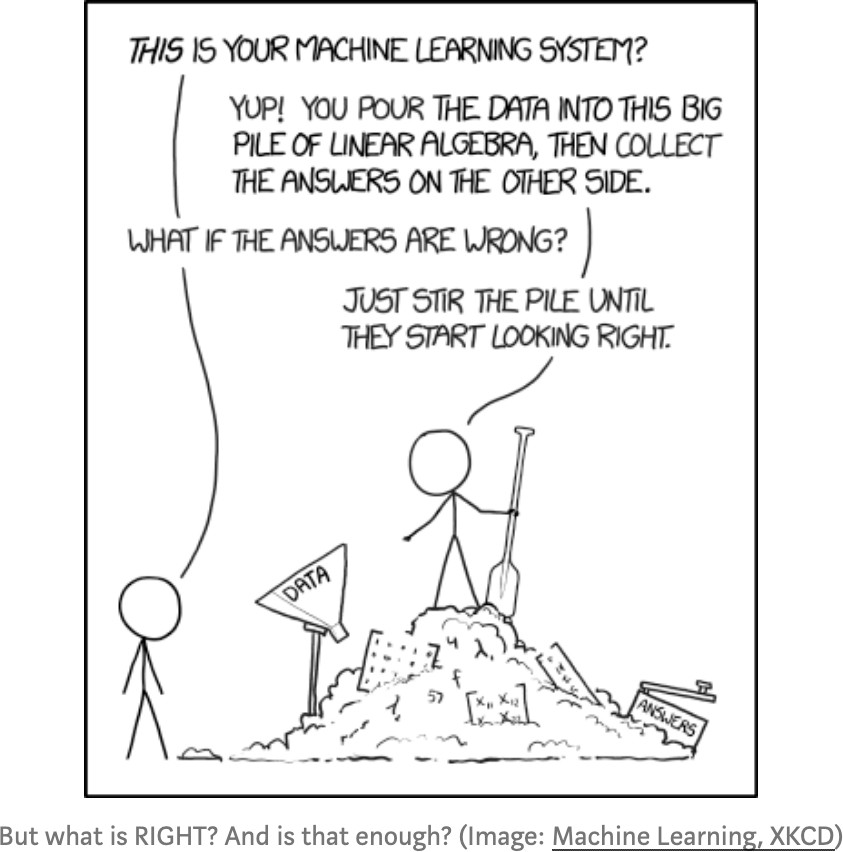 THIS IS YOUR MACHINE LEARNING SYSTEM?
YUP! YOU POUR THE DATA INTO THIS BIG
PILE OF LINEAR ALGEBRA, THEN COLLECT
THE ANSWERS ON THE OTHER SIDE.
WHAT IF THE ANSWERS ARE WRONG?
JUST STIR THE PILE UNTIL
THEY START LOOKING RIGHT.
DATA
57
ANSWERS
But what is RIGHT? And is that enough? (Image: Machine Learning, XKCD)